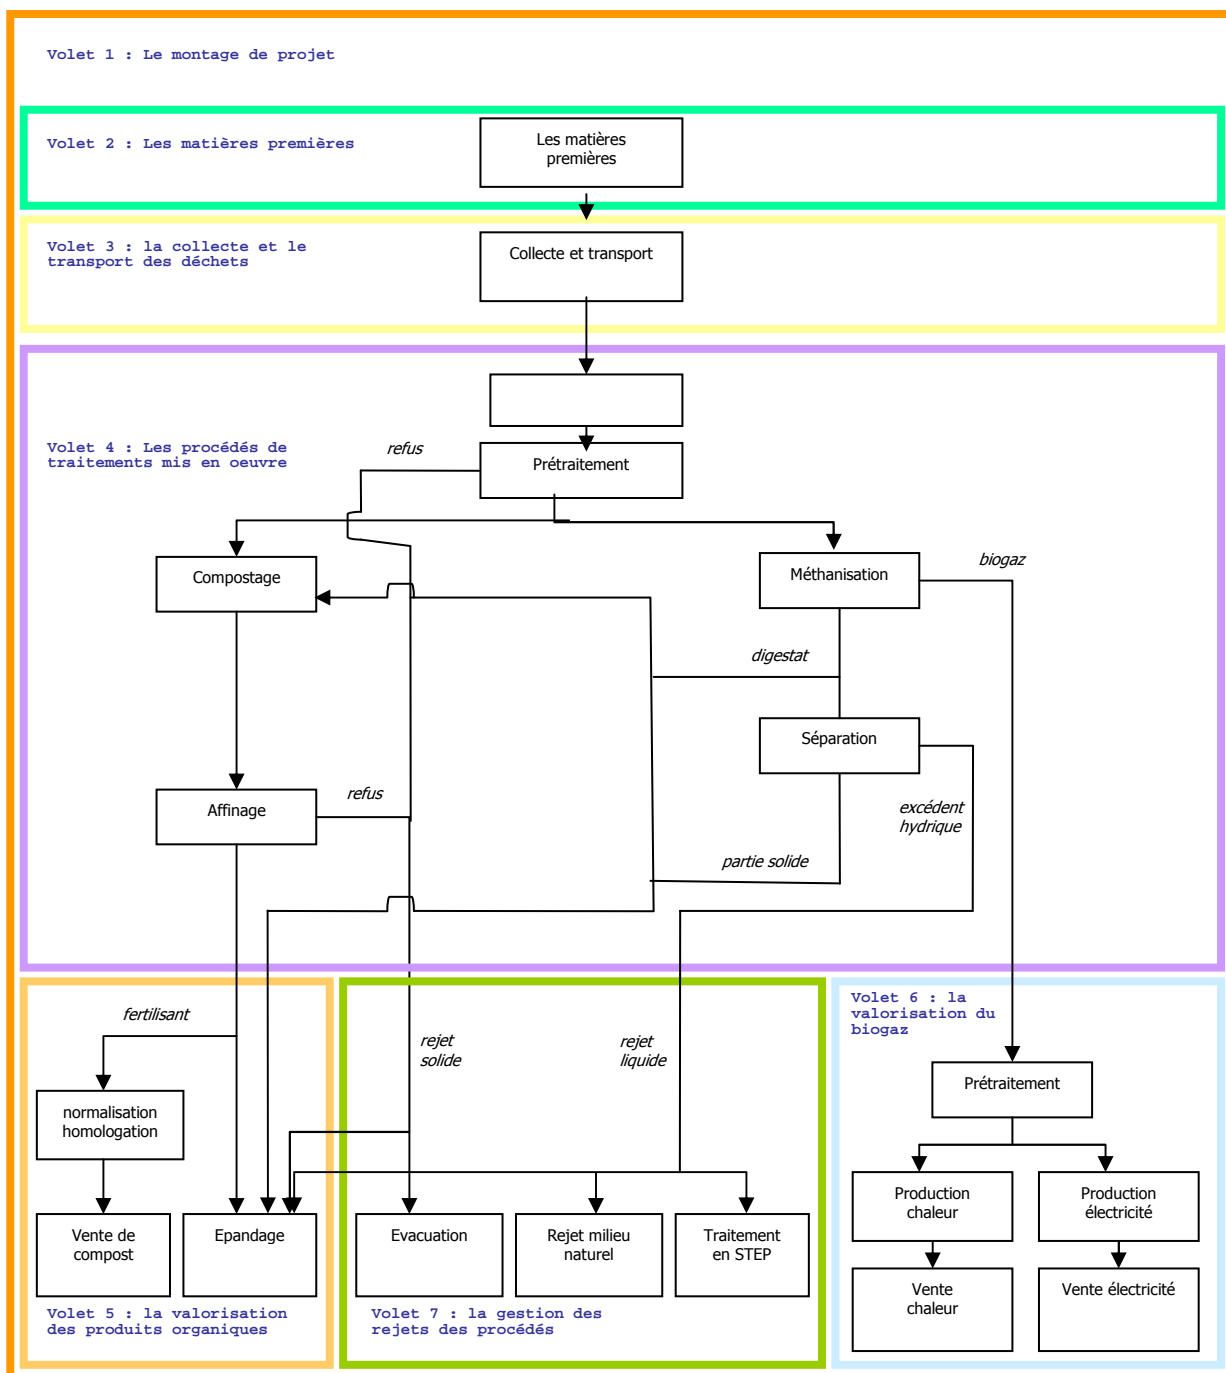 Volet 1 : Le montage de projet
Volet 2 : Les matières premières
Les matières
premières
Volet 3 : la collecte et le
transport des déchets
Collecte et transport
Volet 4 : Les procédés de
traitements mis en oeuvre
refus
Prétraitement
Compostage
Méthanisation
biogaz
digestat
Séparation
Affinage
refus
excédent
hydrique
partie solide
fertilisant
rejet
solide
rejet
liquide
Volet 6 : la
valorisation du
biogaz
Prétraitement
normalisation
homologation
Production
chaleur
Production
électricité
Vente de
compost
Epandage
Evacuation
Rejet milieu
naturel
Traitement
en STEP
Vente
chaleur
Vente électricité
Volet 5 : la valorisation
des produits organiques
Volet 7 : la gestion des
rejets des procédés